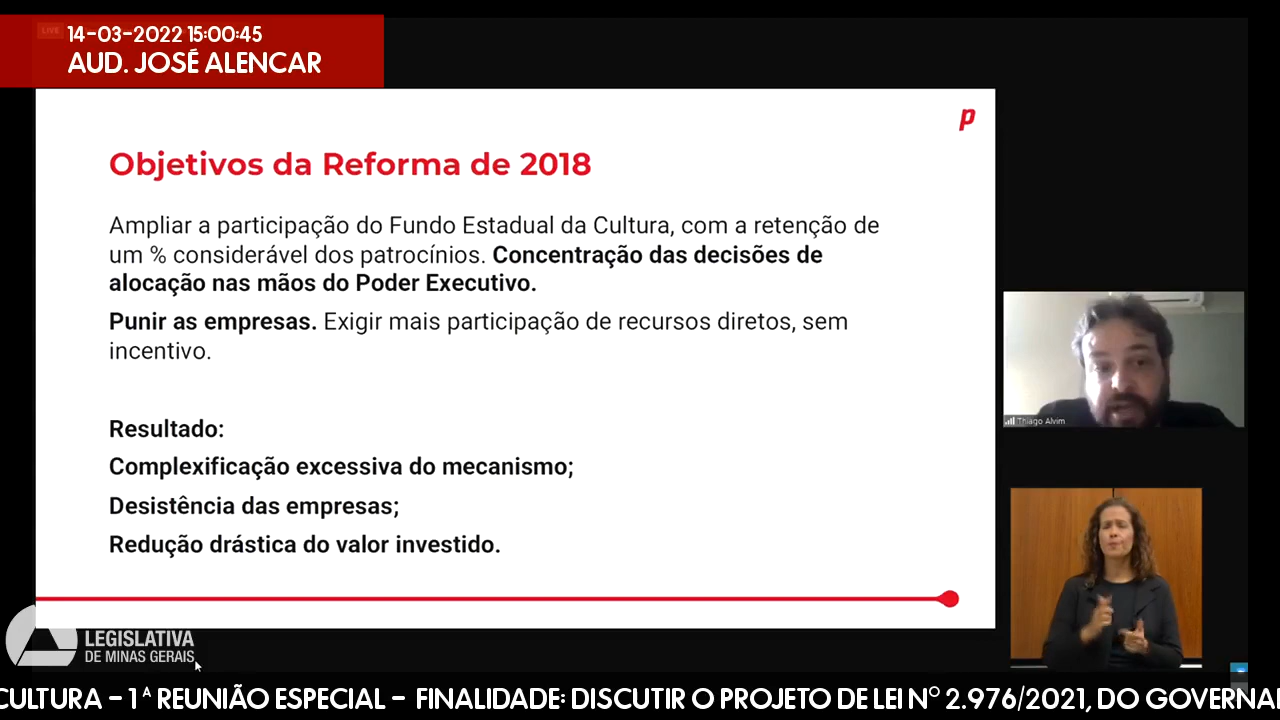 LIVE
14-03-2022 15:00:45
AUD. JOSÉ ALENCAR
p
Objetivos da Reforma de 2018
Ampliar a participação do Fundo Estadual da Cultura, com a retenção de
um % considerável dos patrocínios. Concentração das decisões de
alocação nas mãos do Poder Executivo.
Punir as empresas. Exigir mais participação de recursos diretos, sem
incentivo.
Resultado:
Complexificação excessiva do mecanismo;
Desistência das empresas;
Redução drástica do valor investido.
Thiago Alvim
LEGISLATIVA
DE MINAS GERAIS
CULTURA - 1ª REUNIÃO ESPECIAL - FINALIDADE: DISCUTIR O PROJETO DE LEI Nº 2.976/2021, DO GOVERNA